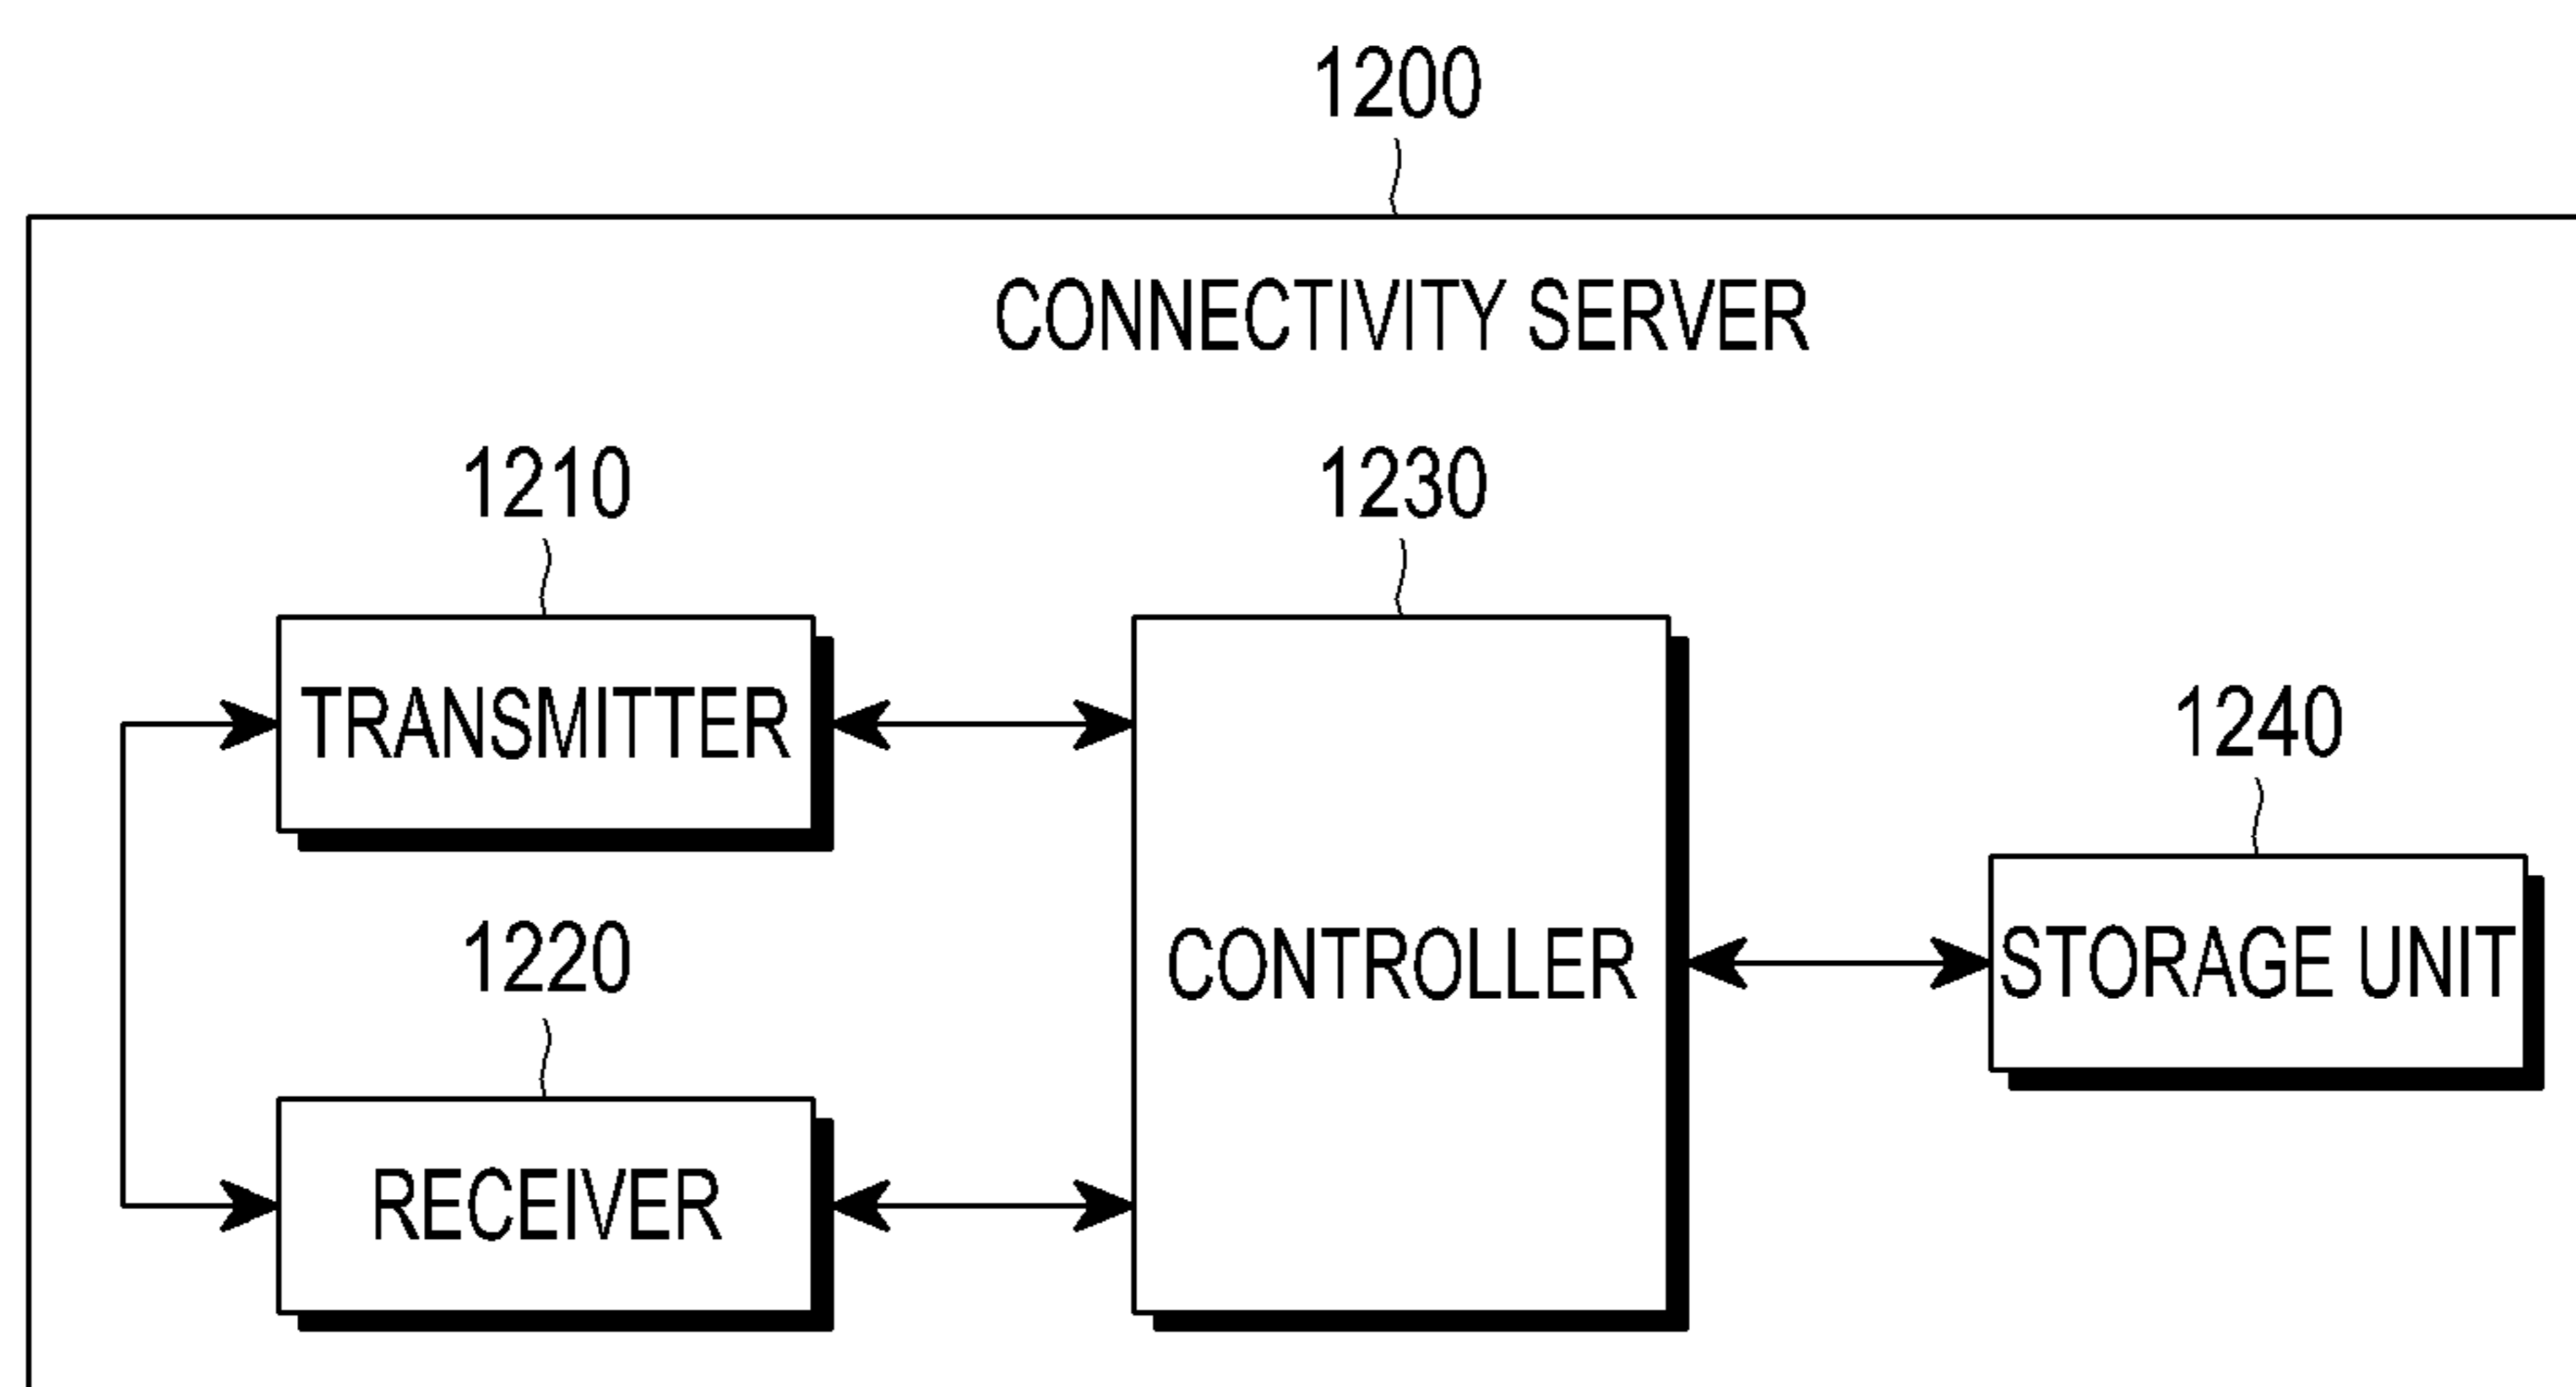 1200
CONNECTIVITY SERVER
1210
1230
TRANSMITTER
1240
1220
CONTROLLER
STORAGE UNIT
RECEIVER